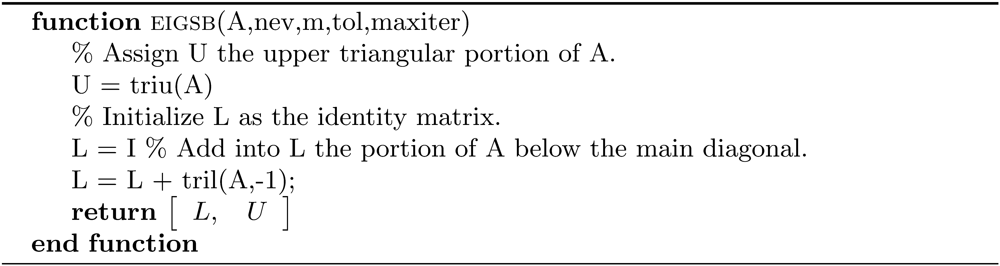 function EIGSB(A,nev,m,tol,maxiter)
% Assign U the upper triangular portion of A.
U = triu(A)
% Initialize L as the identity matrix.
L = I % Add into L the portion of A below the main diagonal.
L = L + tril(A,-1);
return [ L, U ]
end function